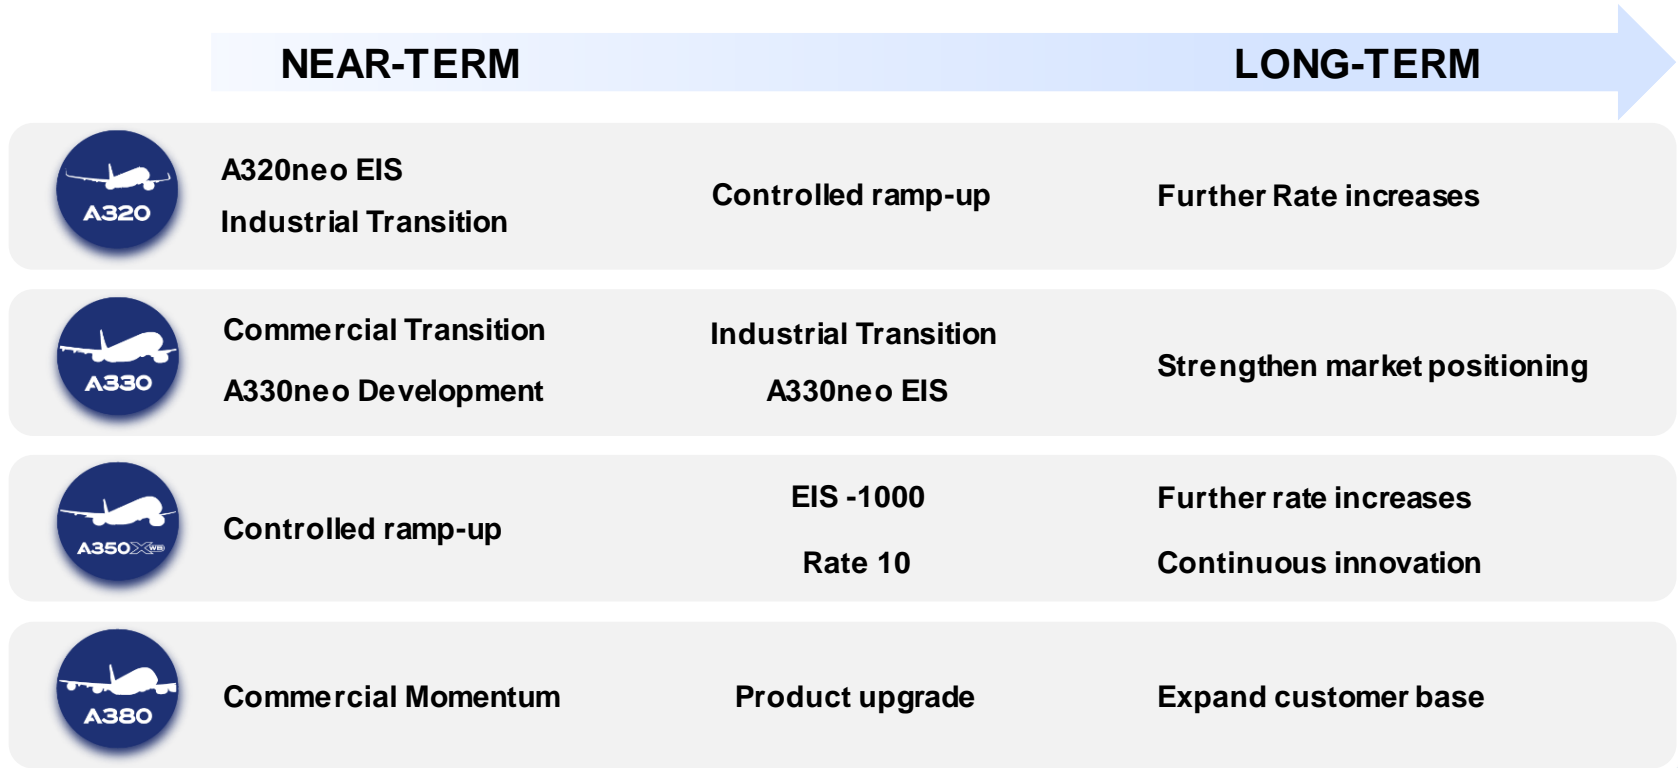 NEAR-TERM
LONG-TERM
A320
A320neo EIS
Industrial Transition
Controlled ramp-up
Further Rate increases
A330
Commercial Transition
A330neo Development
Industrial Transition
A330neo EIS
Strengthen market positioning
A350XWB
Controlled ramp-up
EIS -1000
Rate 10
Further rate increases
Continuous innovation
A380
Commercial Momentum
Product upgrade
Expand customer base